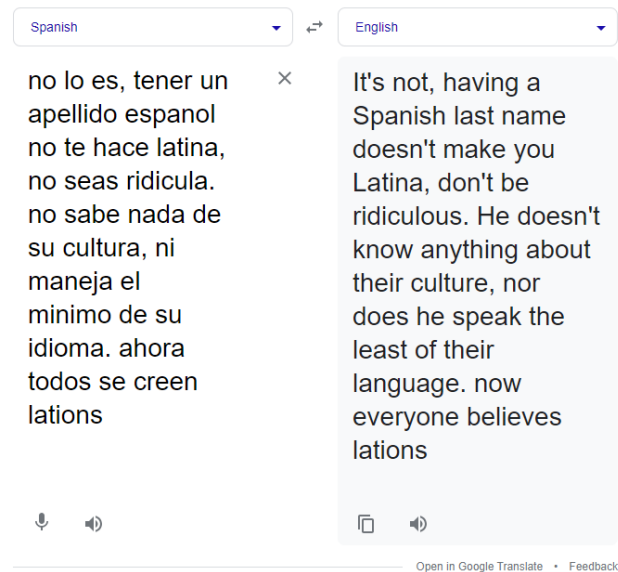 Spanish
English
no lo es, tener un
apellido espanol
no te hace latina,
no seas ridicula.
no sabe nada de
su cultura, ni
maneja el
minimo de su
idioma. ahora
todos se creen
lations
It's not, having a
Spanish last name
doesn't make you
Latina, don't be
ridiculous. He doesn't
know anything about
their culture, nor
does he speak the
least of their
language. now
everyone believes
lations
Open in Google Translate • Feedback